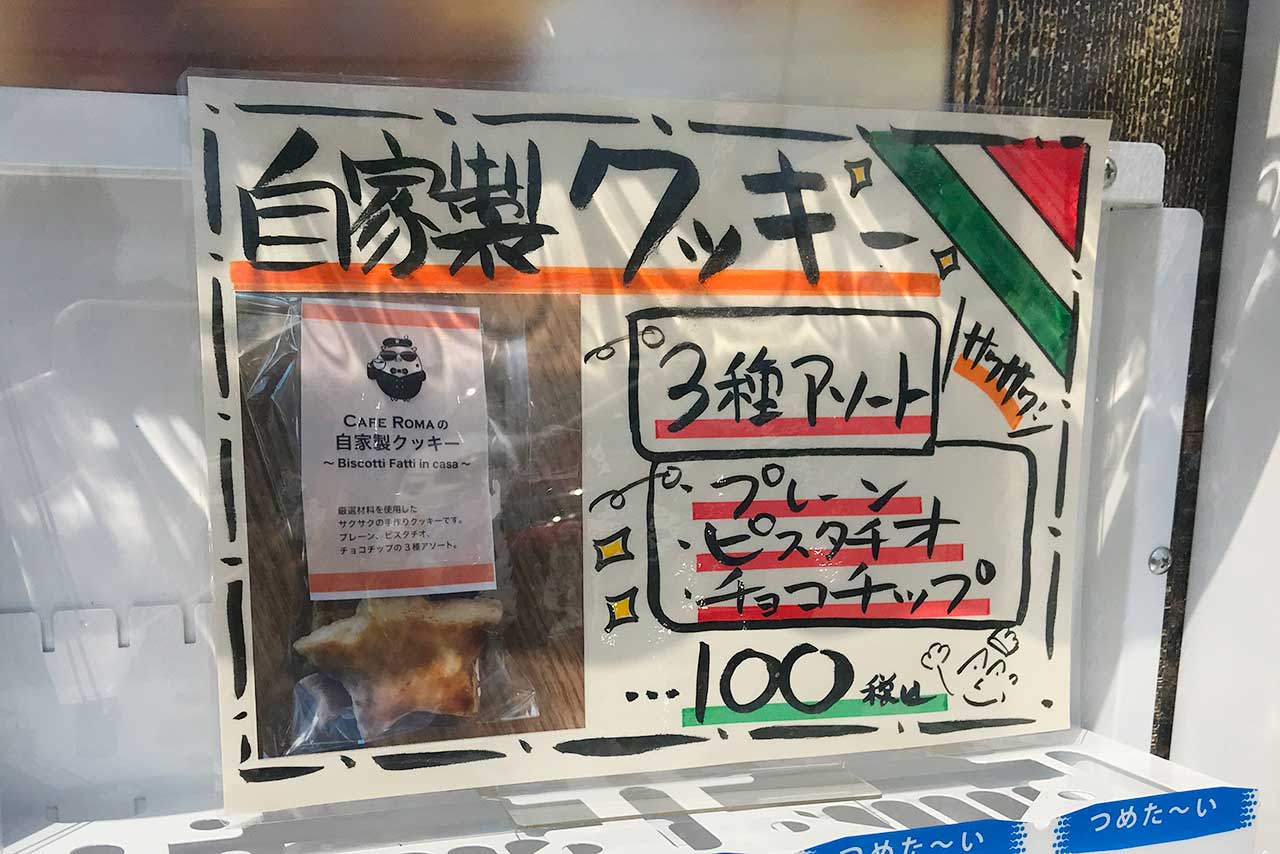 自家製クッキー
CAFE ROMAの
自家製クッキー
~ Biscotti Fatti in casa ~
厳選材料を使用した
サクサクの手作りクッキーです。
プレーン、ピスタチオ、
チョコチップの3種アソート。
サクサクッ
3種アソート
・プレーン
・ピスタチオ
・チョコチップ
…100 税込
つめた〜い
つめた〜い